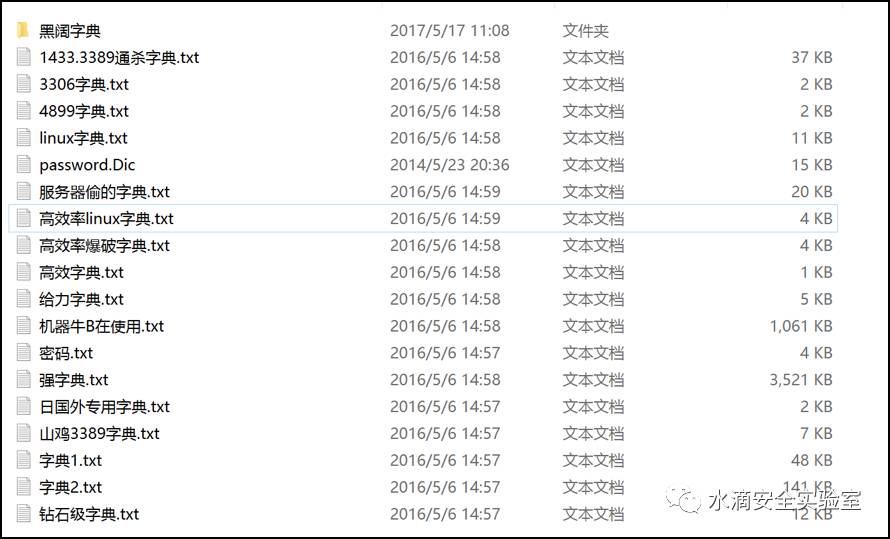 黑阔字典 2017/5/17 11:08 文件夹
1433.3389通杀字典.txt 2016/5/6 14:58 文本文档 37 KB
3306字典.txt 2016/5/6 14:58 文本文档 2 KB
4899字典.txt 2016/5/6 14:58 文本文档 2 KB
linux字典.txt 2016/5/6 14:58 文本文档 11 KB
password.Dic 2014/5/23 20:36 文本文档 15 KB
服务器偷的字典.txt 2016/5/6 14:59 文本文档 20 KB
高效率linux字典.txt 2016/5/6 14:59 文本文档 4 KB
高效率爆破字典.txt 2016/5/6 14:58 文本文档 4 KB
高效字典.txt 2016/5/6 14:58 文本文档 1 KB
给力字典.txt 2016/5/6 14:58 文本文档 5 KB
机器牛B在使用.txt 2016/5/6 14:58 文本文档 1,061 KB
密码.txt 2016/5/6 14:57 文本文档 4 KB
强字典.txt 2016/5/6 14:58 文本文档 3,521 KB
日国外专用字典.txt 2016/5/6 14:57 文本文档 2 KB
山鸡3389字典.txt 2016/5/6 14:57 文本文档 7 KB
字典1.txt 2016/5/6 14:57 文本文档 48 KB
字典2.txt 2016/5/6 14:57 文本文档 141 KB
水滴安全实验室
钻石级字典.txt 2016/5/6 14:57 文本文档 12 KB